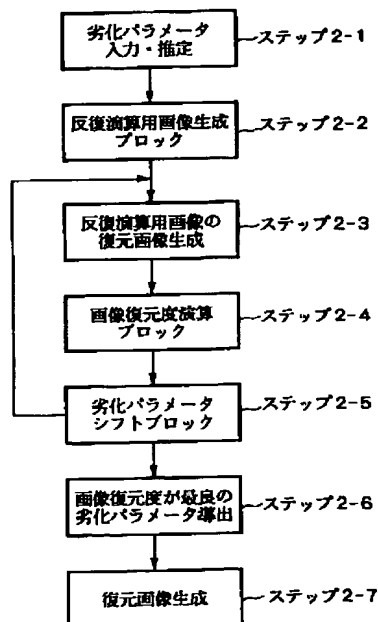 劣化パラメータ
入力・推定
ステップ2-1
反復演算用画像生成
ブロック
ステップ2-2
反復演算用画像の
復元画像生成
ステップ2-3
画像復元度演算
ブロック
ステップ2-4
劣化パラメータ
シフトブロック
ステップ2-5
画像復元度が最良の
劣化パラメータ導出
ステップ2-6
復元画像生成
ステップ2-7